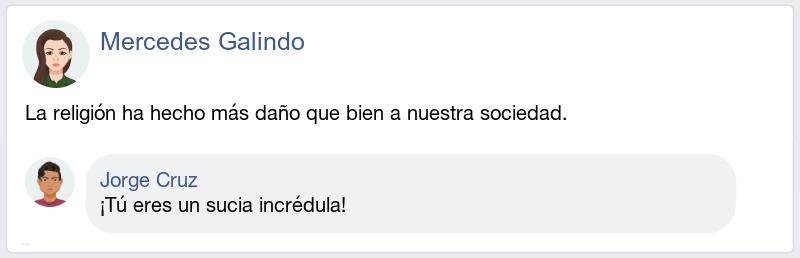 Mercedes Galindo
La religión ha hecho más daño que bien a nuestra sociedad.
Jorge Cruz
¡Tú eres un sucia incrédula!